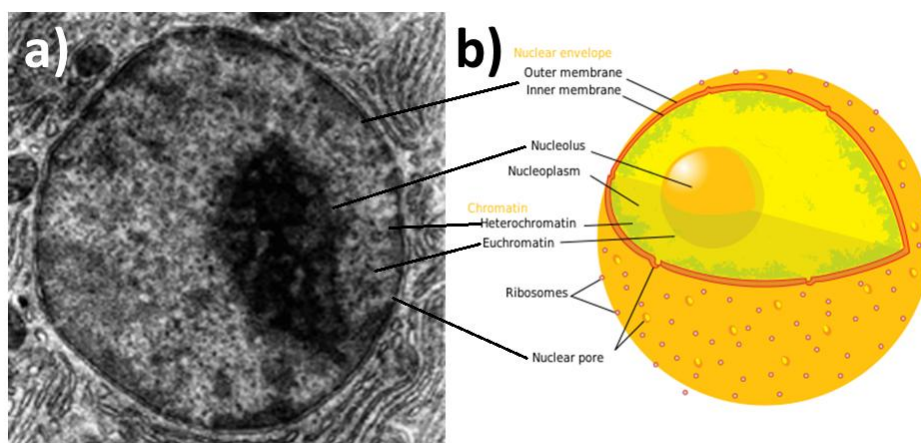 a)
b)
Nuclear envelope
Outer membrane
Inner membrane
Nucleolus
Nucleoplasm
Chromatin
Heterochromatin
Euchromatin
Ribosomes
Nuclear pore